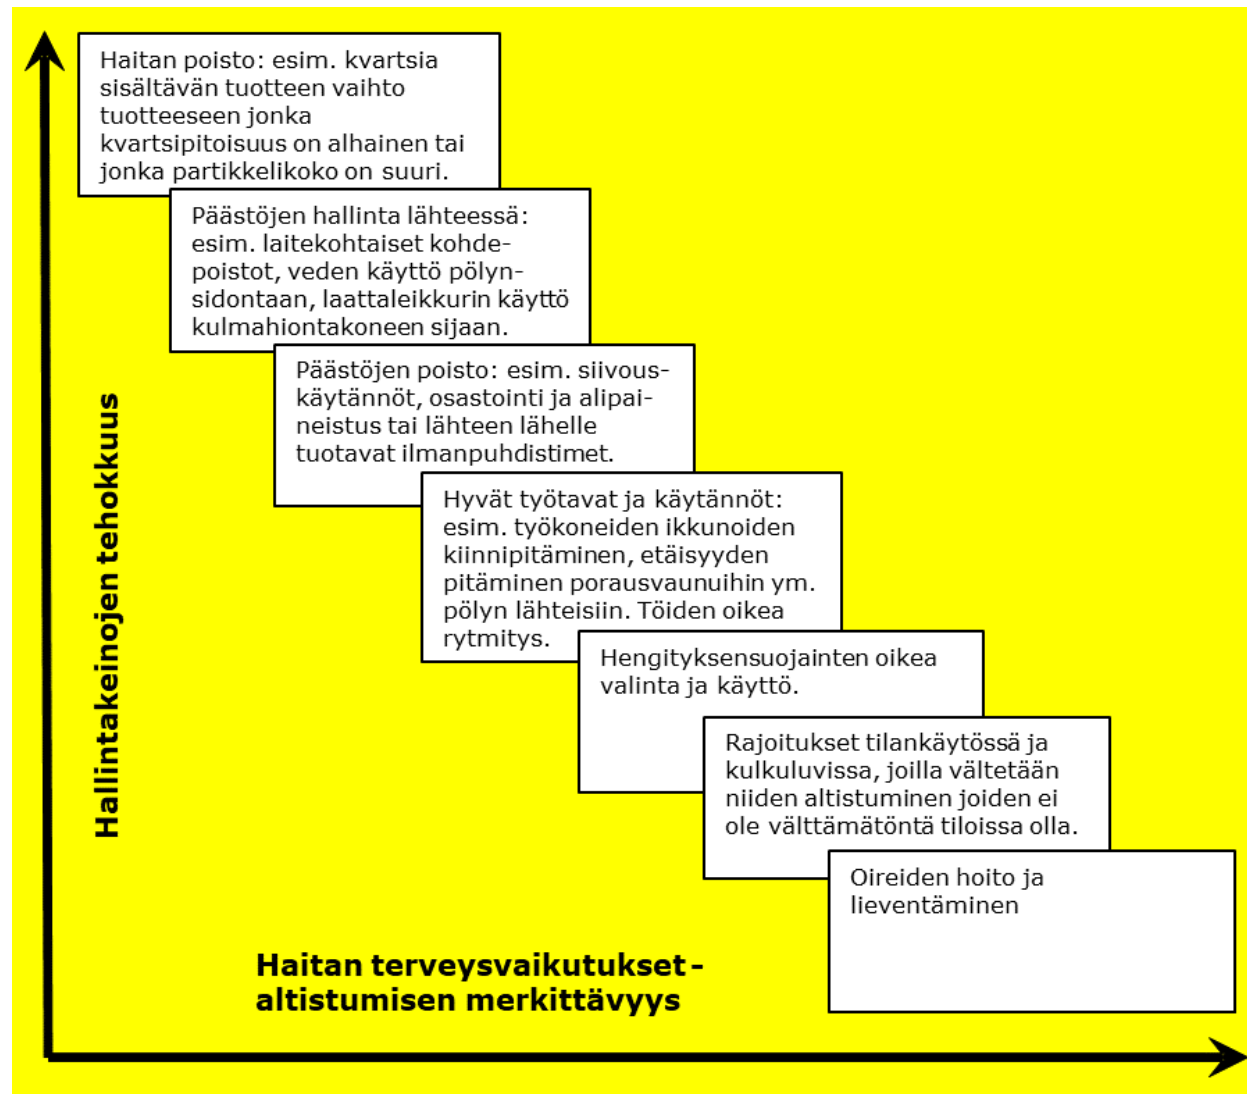 Haitan poisto: esim. kvartsia
sisältävän tuotteen vaihto
tuotteeseen jonka
kvartsipitoisuus on alhainen tai
jonka partikkelikoko on suuri.
Päästöjen hallinta lähteessä:
esim. laitekohtaiset kohde-
poistot, veden käyttö pölyn-
sidontaan, laattaleikkurin käyttö
kulmahiontakoneen sijaan.
Päästöjen poisto: esim. siivous-
käytännöt, osastointi ja alipai-
neistus tai lähteen lähelle
tuotavat ilmanpuhdistimet.
Hyvät työtavat ja käytännöt:
esim. työkoneiden ikkunoiden
kiinnipitäminen, etäisyyden
pitäminen porausvaunuihin ym.
pölyn lähteisiin. Töiden oikea
rytmitys.
Hengityksensuojainten oikea
valinta ja käyttö.
Rajoitukset tilankäytössä ja
kulkuluvissa, joilla vältetään
niiden altistuminen joiden ei
ole välttämätöntä tiloissa olla.
Oireiden hoito ja
lieventäminen
Hallintakeinojen tehokkuus
Haitan terveysvaikutukset-
altistumisen merkittävyys